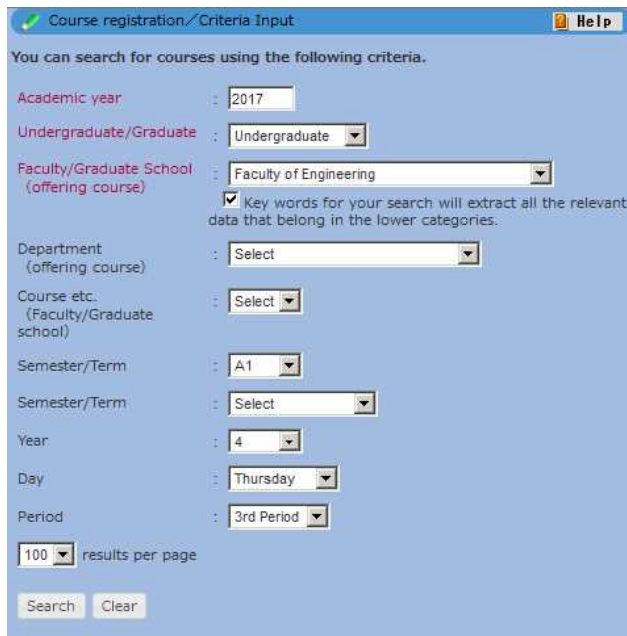 Course registration／Criteria Input
Help
You can search for courses using the following criteria.
Academic year : 2017
Undergraduate/Graduate : Undergraduate
Faculty/Graduate School : Faculty of Engineering
(offering course)
Key words for your search will extract all the relevant
data that belong in the lower categories.
Department : Select
(offering course)
Course etc. : Select
(Faculty/Graduate
school)
Semester/Term : A1
Semester/Term : Select
Year : 4
Day : Thursday
Period : 3rd Period
100 results per page
Search Clear